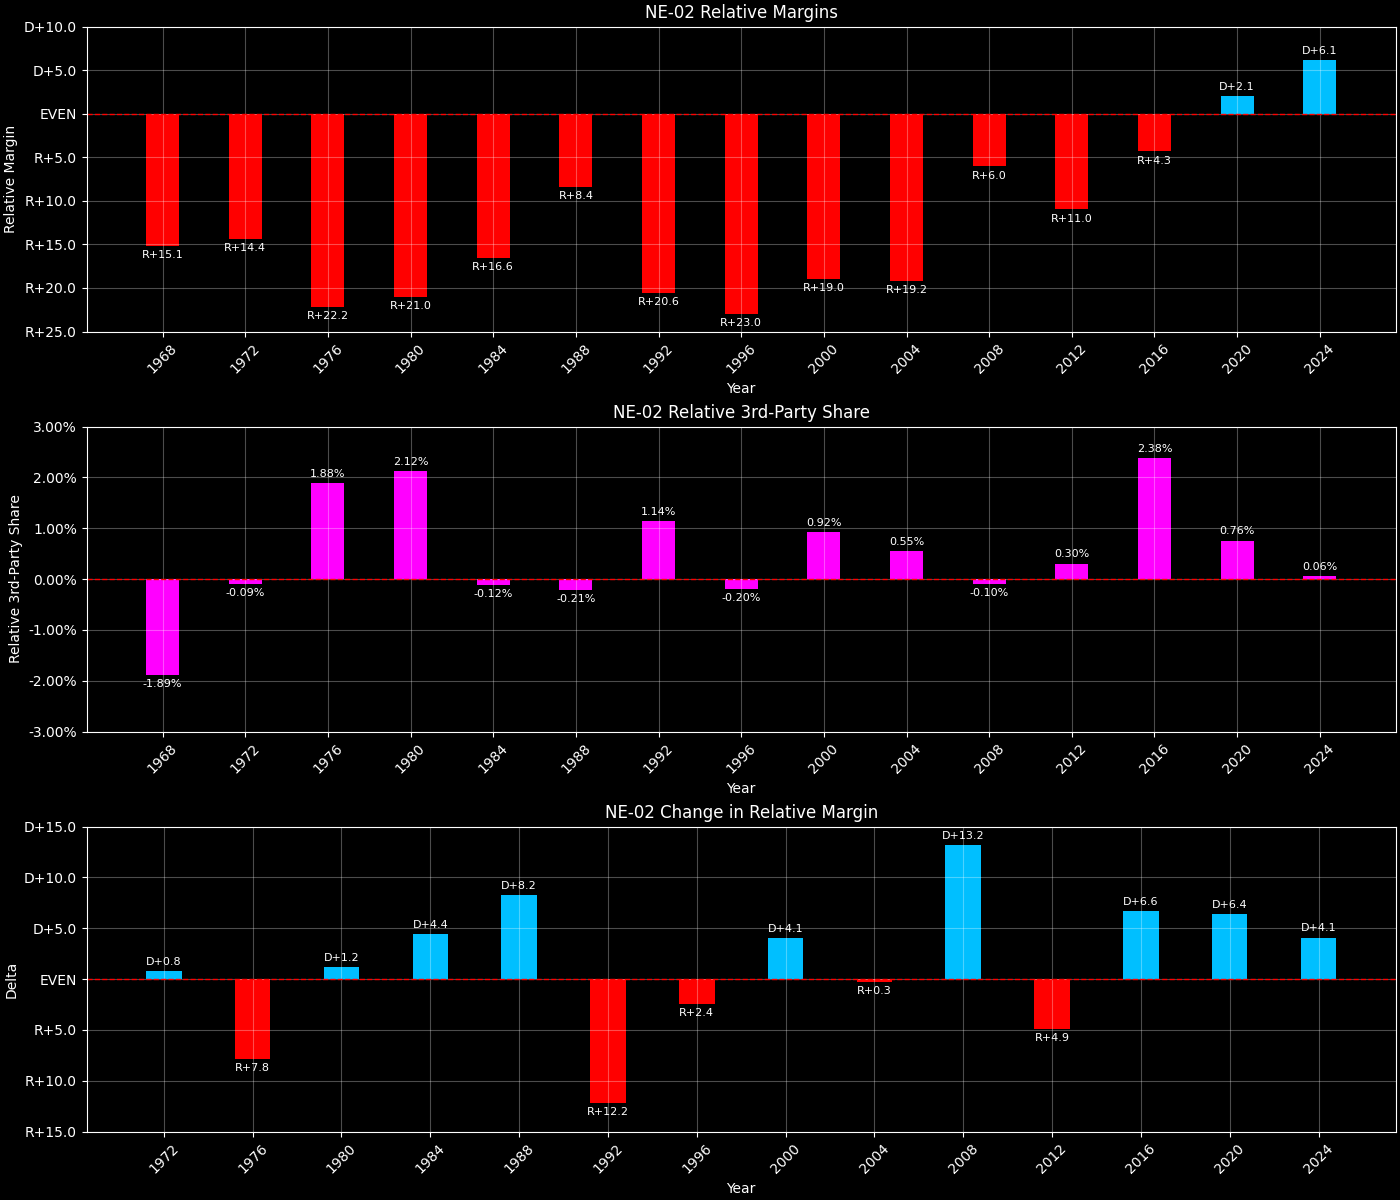 NE-02 Relative Margins
Relative Margin
D+10.0
D+5.0
EVEN
R+5.0
R+10.0
R+15.0
R+20.0
R+25.0
R+15.1
R+14.4
R+22.2
R+21.0
R+16.6
R+8.4
R+20.6
R+23.0
R+19.0
R+19.2
R+6.0
R+11.0
R+4.3
D+2.1
D+6.1
1968 1972 1976 1980 1984 1988 1992 1996 2000 2004 2008 2012 2016 2020 2024
Year
NE-02 Relative 3rd-Party Share
Relative 3rd-Party Share
3.00%
2.00%
1.00%
0.00%
-1.00%
-2.00%
-3.00%
-1.89%
-0.09%
1.88%
2.12%
-0.12%
-0.21%
1.14%
-0.20%
0.92%
0.55%
-0.10%
0.30%
2.38%
0.76%
0.06%
1968 1972 1976 1980 1984 1988 1992 1996 2000 2004 2008 2012 2016 2020 2024
Year
NE-02 Change in Relative Margin
Delta
D+15.0
D+10.0
D+5.0
EVEN
R+5.0
R+10.0
R+15.0
D+0.8
R+7.8
D+1.2
D+4.4
D+8.2
R+12.2
R+2.4
D+4.1
R+0.3
D+13.2
R+4.9
D+6.6
D+6.4
D+4.1
1972 1976 1980 1984 1988 1992 1996 2000 2004 2008 2012 2016 2020 2024
Year